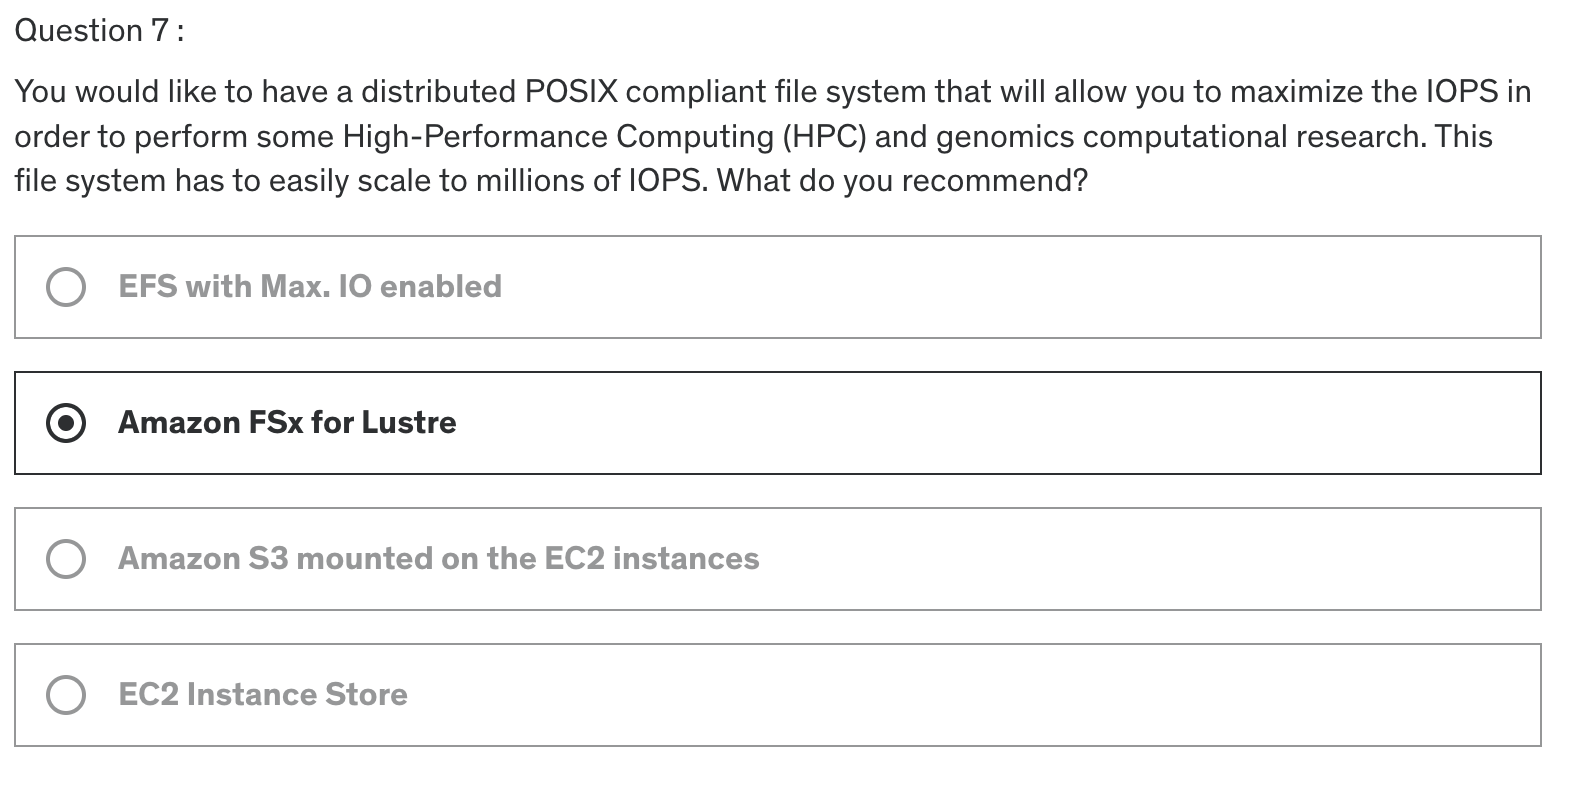 Question 7 :
You would like to have a distributed POSIX compliant file system that will allow you to maximize the IOPS in
order to perform some High-Performance Computing (HPC) and genomics computational research. This
file system has to easily scale to millions of IOPS. What do you recommend?
EFS with Max. IO enabled
Amazon FSx for Lustre
Amazon S3 mounted on the EC2 instances
EC2 Instance Store